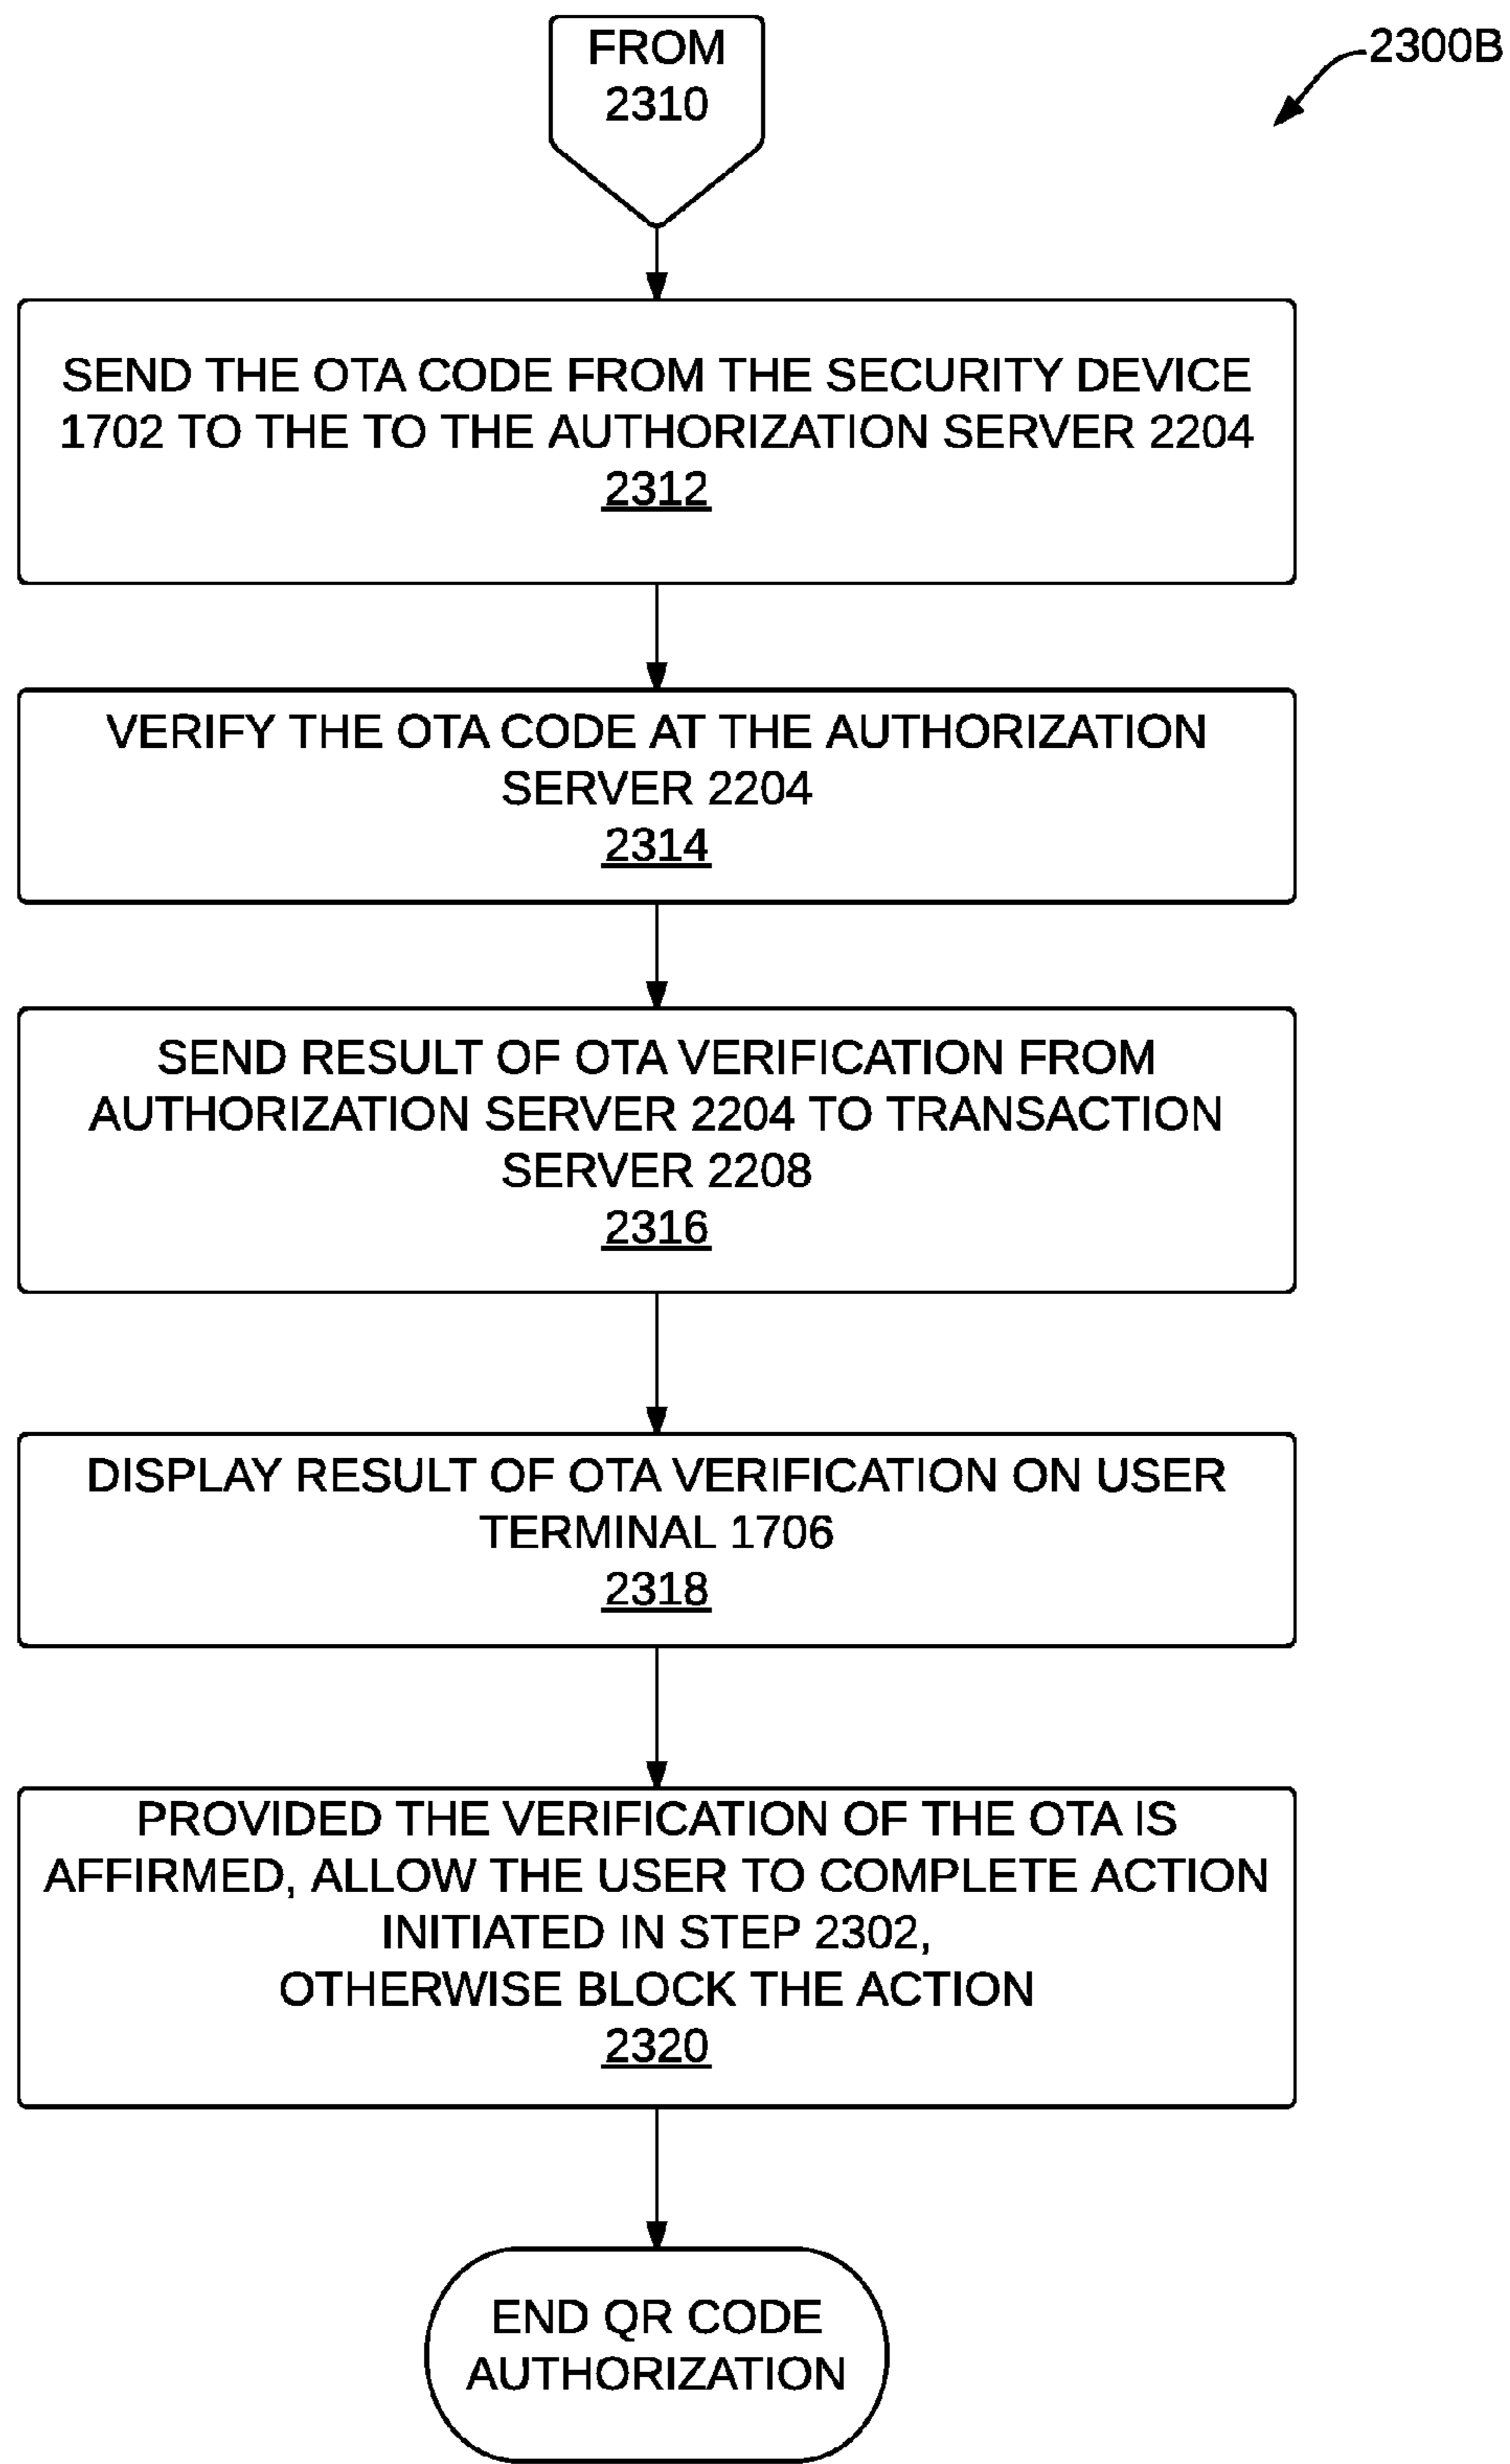 FROM
2310
2300B
SEND THE OTA CODE FROM THE SECURITY DEVICE
1702 TO THE TO THE AUTHORIZATION SERVER 2204
2312
VERIFY THE OTA CODE AT THE AUTHORIZATION
SERVER 2204
2314
SEND RESULT OF OTA VERIFICATION FROM
AUTHORIZATION SERVER 2204 TO TRANSACTION
SERVER 2208
2316
DISPLAY RESULT OF OTA VERIFICATION ON USER
TERMINAL 1706
2318
PROVIDED THE VERIFICATION OF THE OTA IS
AFFIRMED, ALLOW THE USER TO COMPLETE ACTION
INITIATED IN STEP 2302,
OTHERWISE BLOCK THE ACTION
2320
END QR CODE
AUTHORIZATION